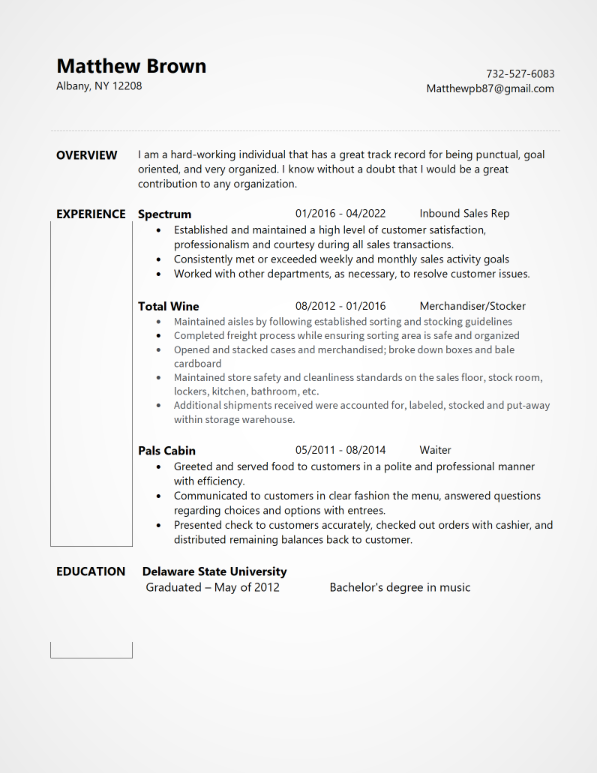 Matthew Brown
Albany, NY 12208
732-527-6083
Matthewpb87@gmail.com
OVERVIEW I am a hard-working individual that has a great track record for being punctual, goal
oriented, and very organized. I know without a doubt that I would be a great
contribution to any organization.
EXPERIENCE Spectrum 01/2016 - 04/2022 Inbound Sales Rep
• Established and maintained a high level of customer satisfaction,
professionalism and courtesy during all sales transactions.
• Consistently met or exceeded weekly and monthly sales activity goals
• Worked with other departments, as necessary, to resolve customer issues.
Total Wine 08/2012 - 01/2016 Merchandiser/Stocker
• Maintained aisles by following established sorting and stocking guidelines
• Completed freight process while ensuring sorting area is safe and organized
• Opened and stacked cases and merchandised; broke down boxes and bale
cardboard
• Maintained store safety and cleanliness standards on the sales floor, stock room,
lockers, kitchen, bathroom, etc.
• Additional shipments received were accounted for, labeled, stocked and put-away
within storage warehouse.
Pals Cabin 05/2011 - 08/2014 Waiter
• Greeted and served food to customers in a polite and professional manner
with efficiency.
• Communicated to customers in clear fashion the menu, answered questions
regarding choices and options with entrees.
• Presented check to customers accurately, checked out orders with cashier, and
distributed remaining balances back to customer.
EDUCATION Delaware State University
Graduated – May of 2012 Bachelor's degree in music